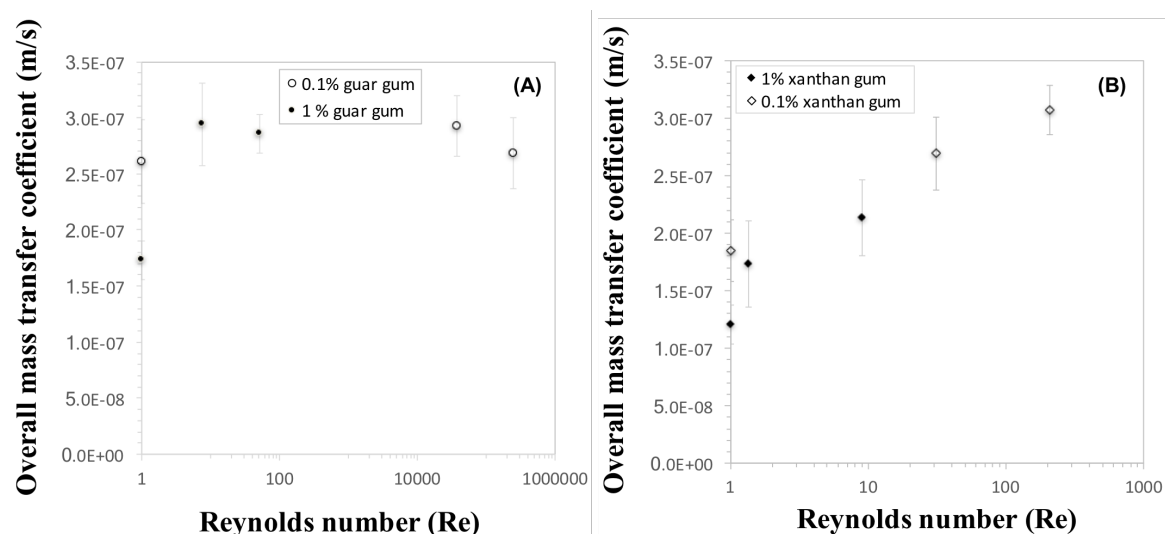 Overall mass transfer coefficient (m/s)
3.5E-07
3.0E-07
2.5E-07
2.0E-07
1.5E-07
1.0E-07
5.0E-08
0.0E+00
0.1% guar gum
1 % guar gum
(A)
1
100
10000
1000000
Reynolds number (Re)
Overall mass transfer coefficient (m/s)
3.5E-07
3.0E-07
2.5E-07
2.0E-07
1.5E-07
1.0E-07
5.0E-08
0.0E+00
1% xanthan gum
0.1% xanthan gum
(B)
1
10
100
1000
Reynolds number (Re)